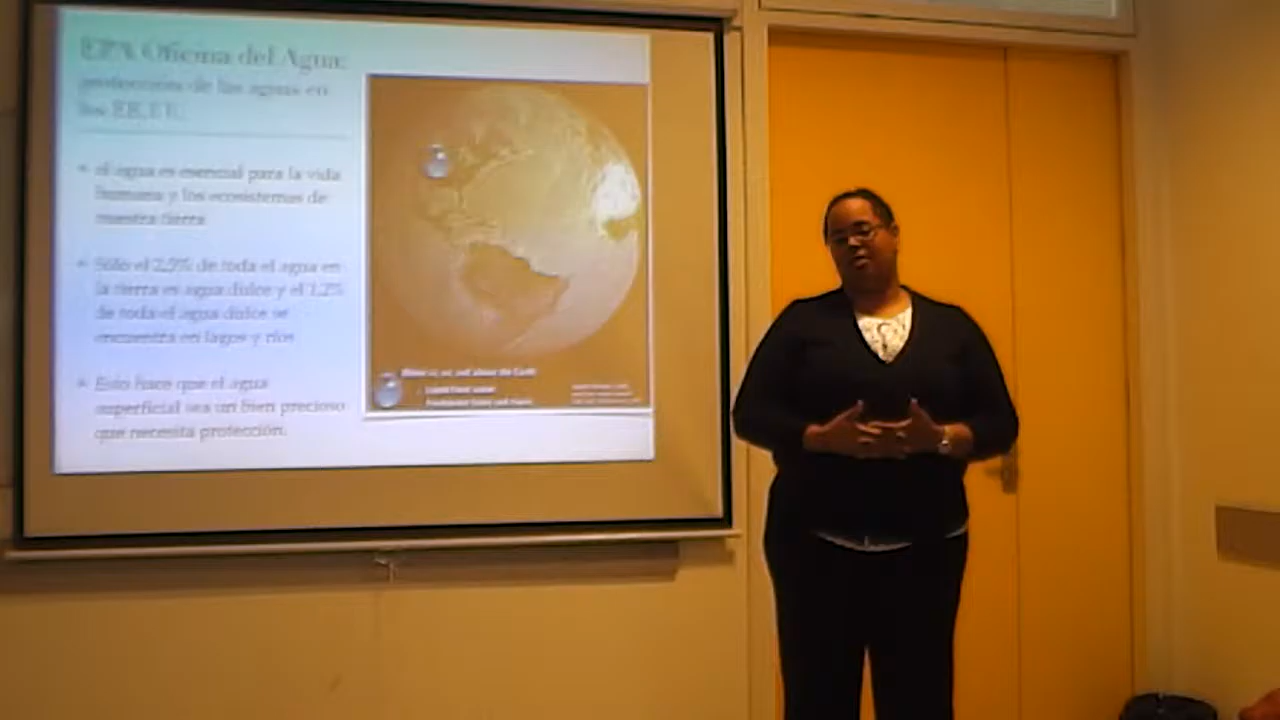 EPA Oficina del Agua:
protección de las aguas en
los EE.UU.
el agua es esencial para la vida
humana y los ecosistemas de
nuestra tierra
Sólo el 2,5% de toda el agua en
la tierra es agua dulce y el 1,2%
de toda el agua dulce se
encuentra en lagos y ríos
Esto hace que el agua
superficial sea un bien precioso
que necesita protección.